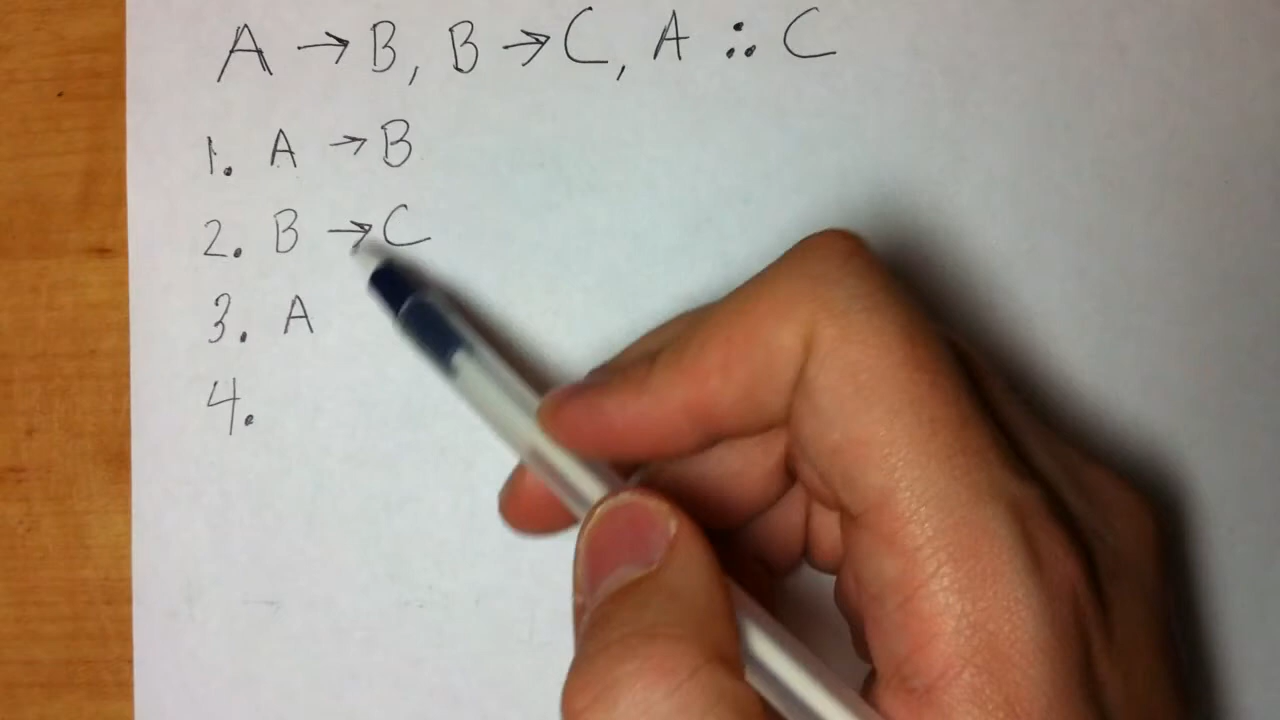 A → B, B → C, A ∴ C
1. A → B
2. B → C
3. A
4.